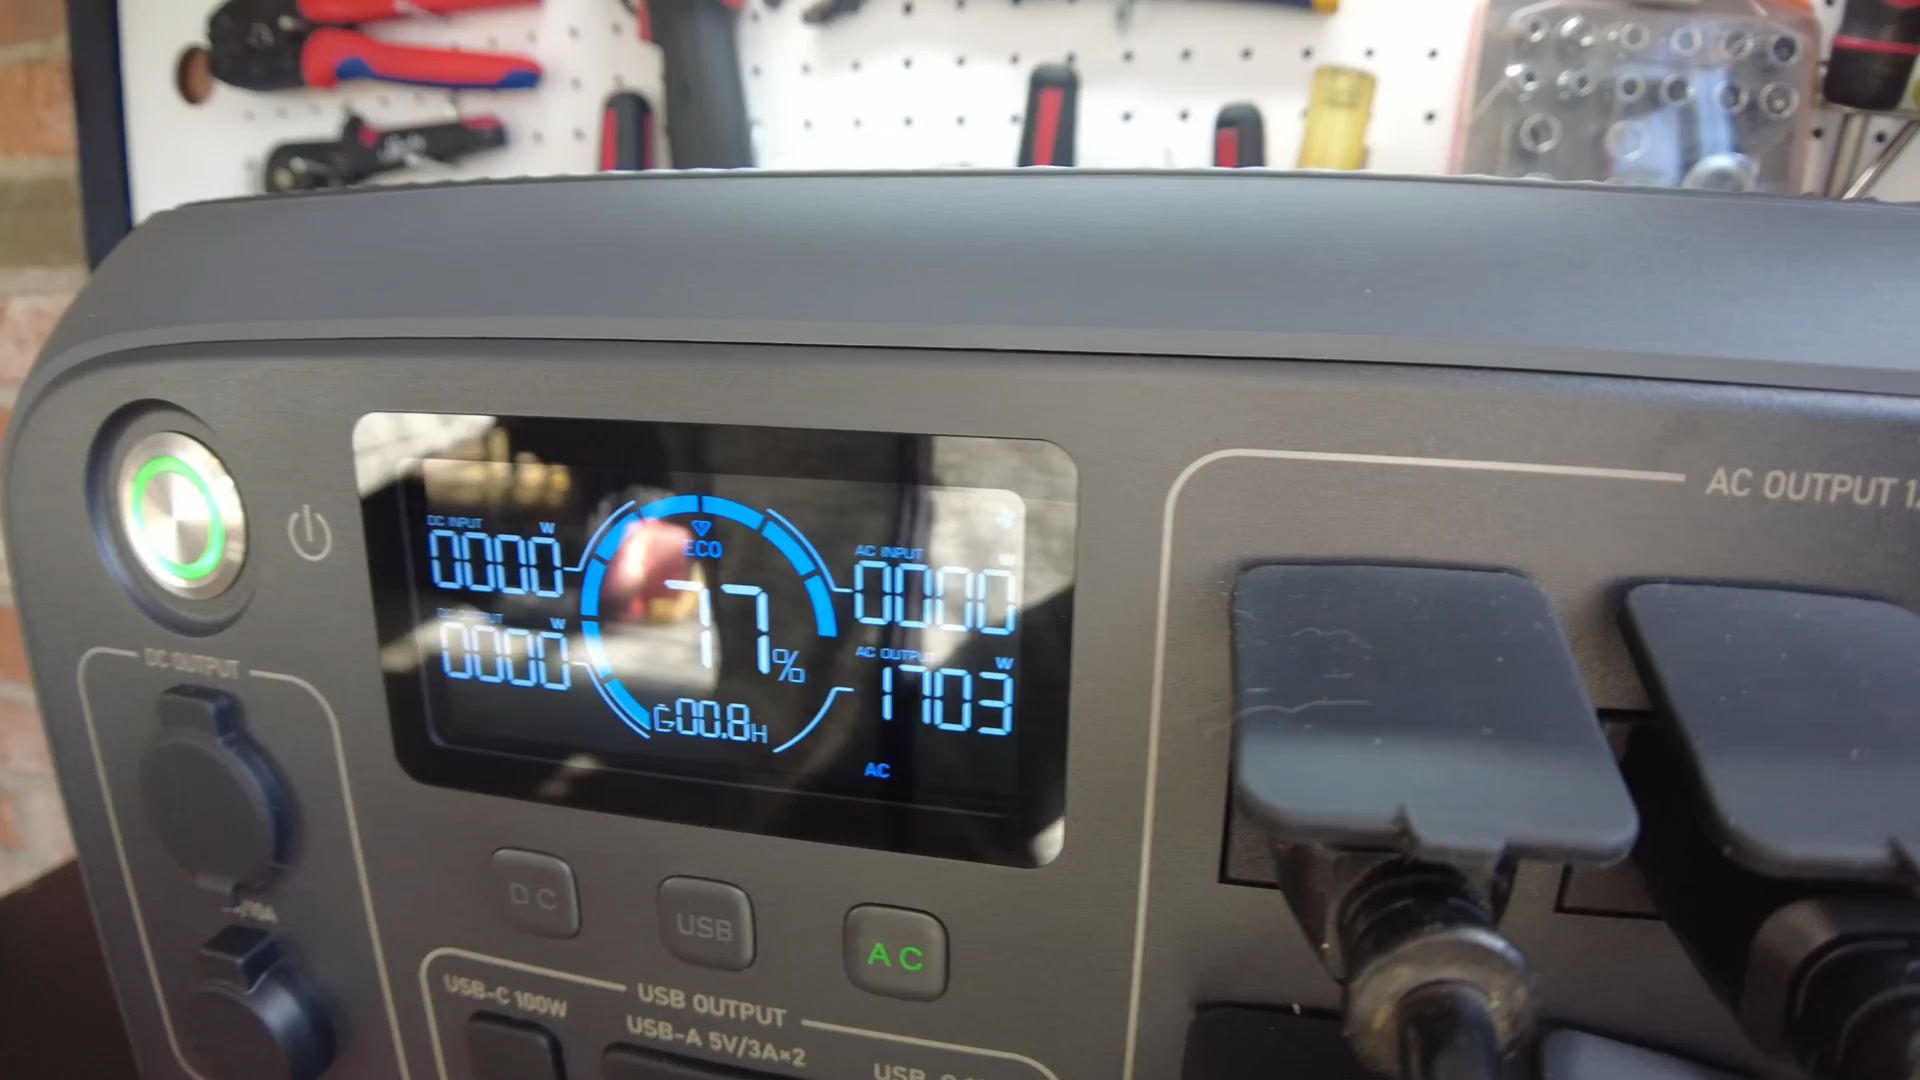 AC OUTPUT
DC INPUT
W
0000
ECO
AC INPUT
W
0000
W
0000
77%
AC OUTPUT
W
1703
00.8H
AC
DC OUTPUT
DC
USB
AC
USB-C 100W
USB OUTPUT
USB-A 5V/3A×2